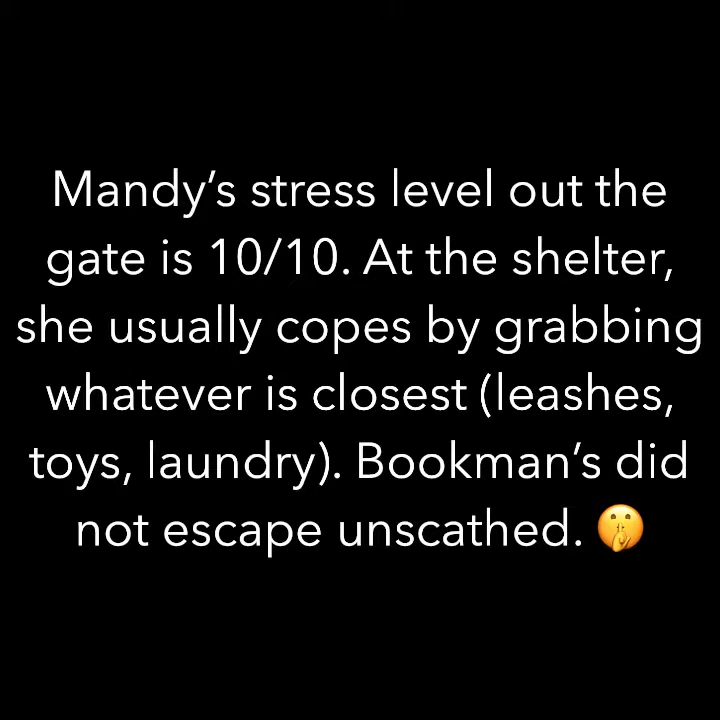 Mandy’s stress level out the
gate is 10/10. At the shelter,
she usually copes by grabbing
whatever is closest (leashes,
toys, laundry). Bookman’s did
not escape unscathed. 🤫